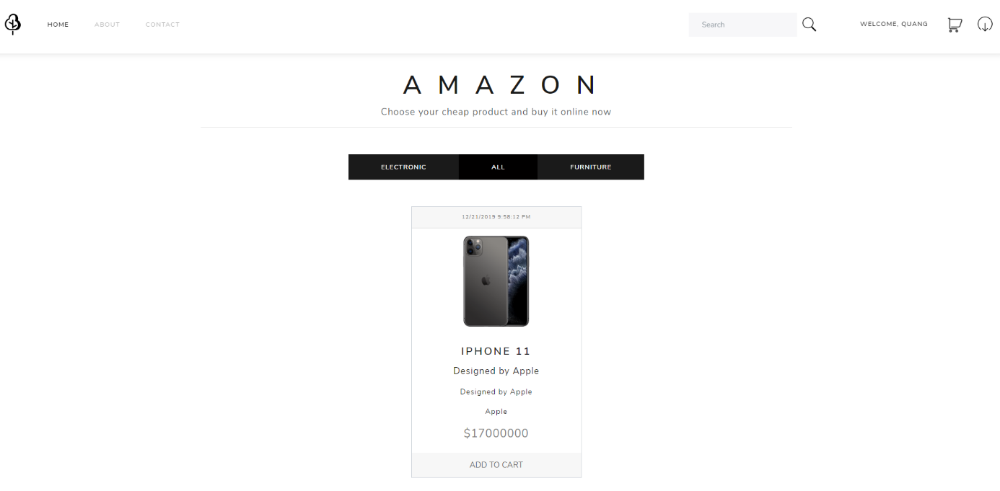 HOME ABOUT CONTACT Search WELCOME, QUANG
AMAZON
Choose your cheap product and buy it online now
ELECTRONIC ALL FURNITURE
12/21/2019 9:58:12 PM
IPHONE 11
Designed by Apple
Designed by Apple
Apple
$17000000
ADD TO CART